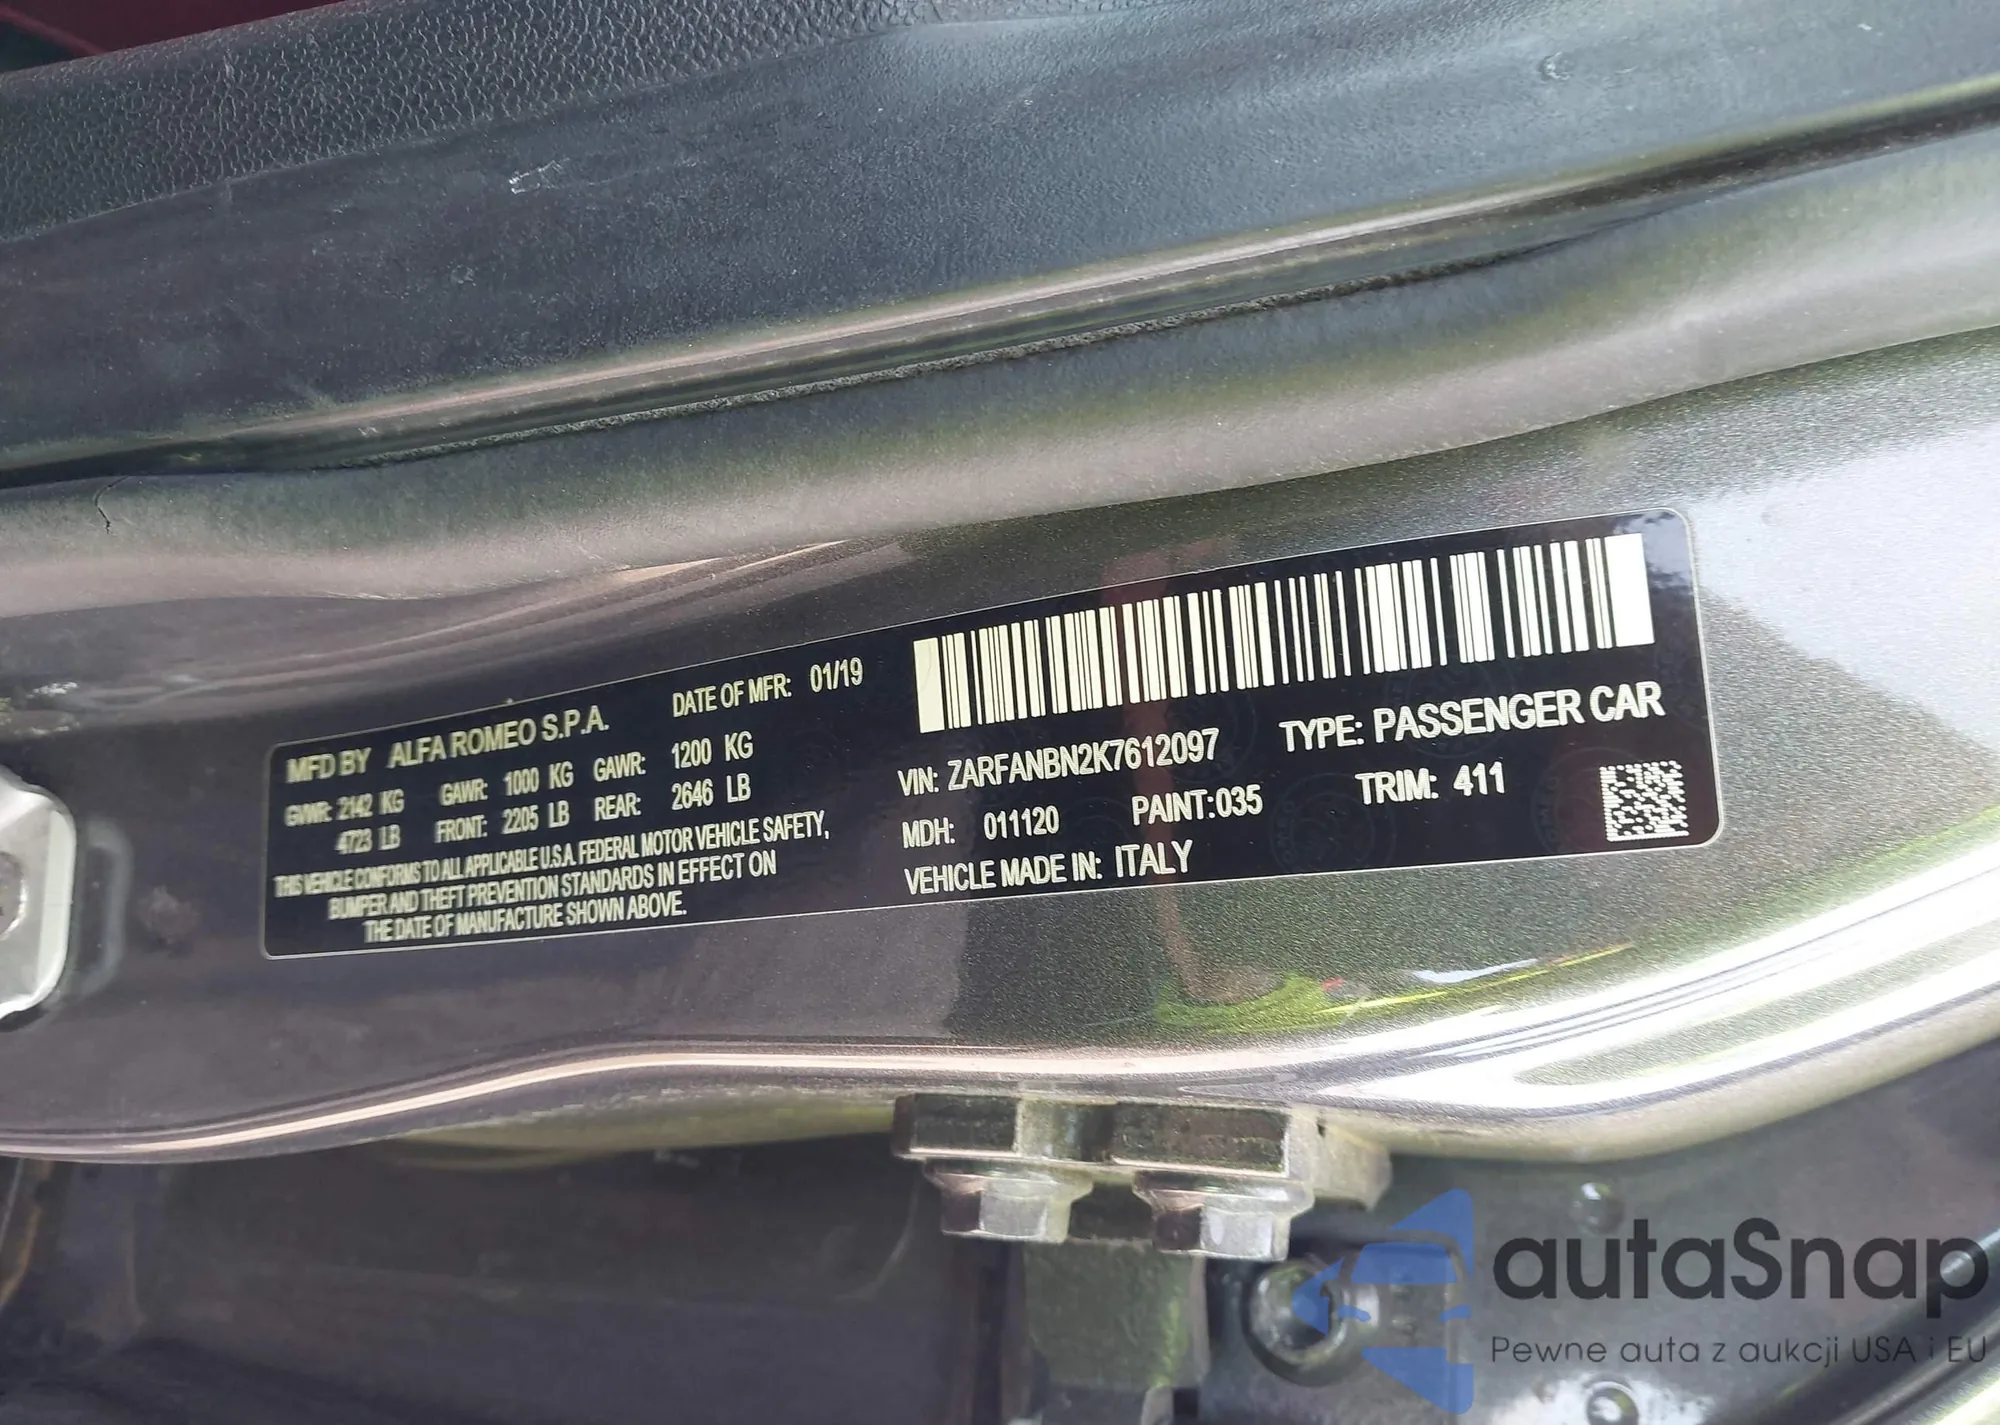 MFD BY ALFA ROMEO S.P.A. DATE OF MFR: 01/19
GVWR: 2142 KG GAWR: 1000 KG GAWR: 1200 KG
4723 LB FRONT: 2205 LB REAR: 2646 LB
THIS VEHICLE CONFORMS TO ALL APPLICABLE U.S.A. FEDERAL MOTOR VEHICLE SAFETY,
BUMPER AND THEFT PREVENTION STANDARDS IN EFFECT ON
THE DATE OF MANUFACTURE SHOWN ABOVE.
VIN: ZARFANBN2K7612097 TYPE: PASSENGER CAR
MDH: 011120 PAINT:035 TRIM: 411
VEHICLE MADE IN: ITALY
autaSnap
Pewne auta z aukcji USA i EU